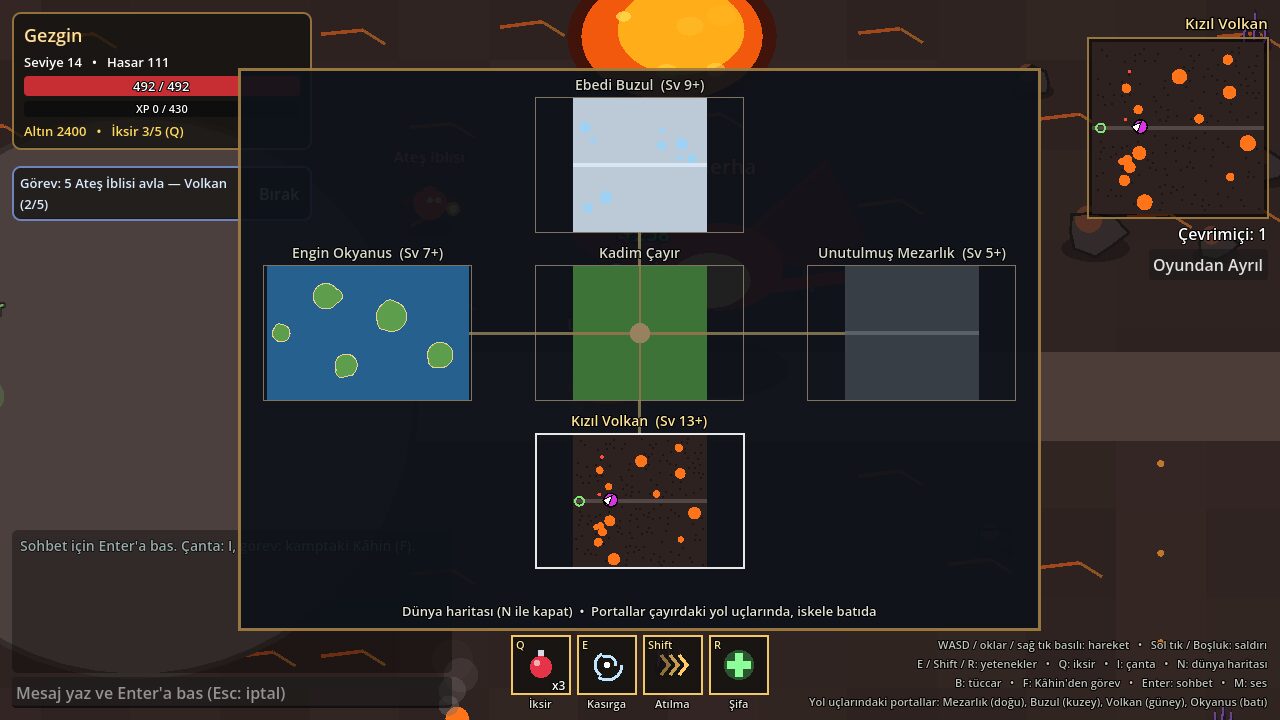 Gezgin
Seviye 14 • Hasar 111
492 / 492
XP 0 / 430
Altın 2400 • İksir 3/5 (Q)
Görev: 5 Ateş İblisi avla — Volkan
(2/5)
Bırak
Ateş İblisi
Kızıl Volkan
Çevrimiçi: 1
Oyundan Ayrıl
Ebedi Buzul (Sv 9+)
Engin Okyanus (Sv 7+)
Kadim Çayır
Unutulmuş Mezarlık (Sv 5+)
Kızıl Volkan (Sv 13+)
Dünya haritası (N ile kapat) • Portallar çayırdaki yol uçlarında, iskele batıda
Sohbet için Enter'a bas. Çanta: I, görev: kamptaki Kâhin (F).
Mesaj yaz ve Enter'a bas (Esc: iptal)
Q
x3
İksir
E
Kasırga
Shift
Atılma
R
Şifa
WASD / oklar / sağ tık basılı: hareket • Sol tık / Boşluk: saldırı
E / Shift / R: yetenekler • Q: iksir • I: çanta • N: dünya haritası
B: tüccar • F: Kâhin'den görev • Enter: sohbet • M: ses
Yol uçlarındaki portallar: Mezarlık (doğu), Buzul (kuzey), Volkan (güney), Okyanus (batı)